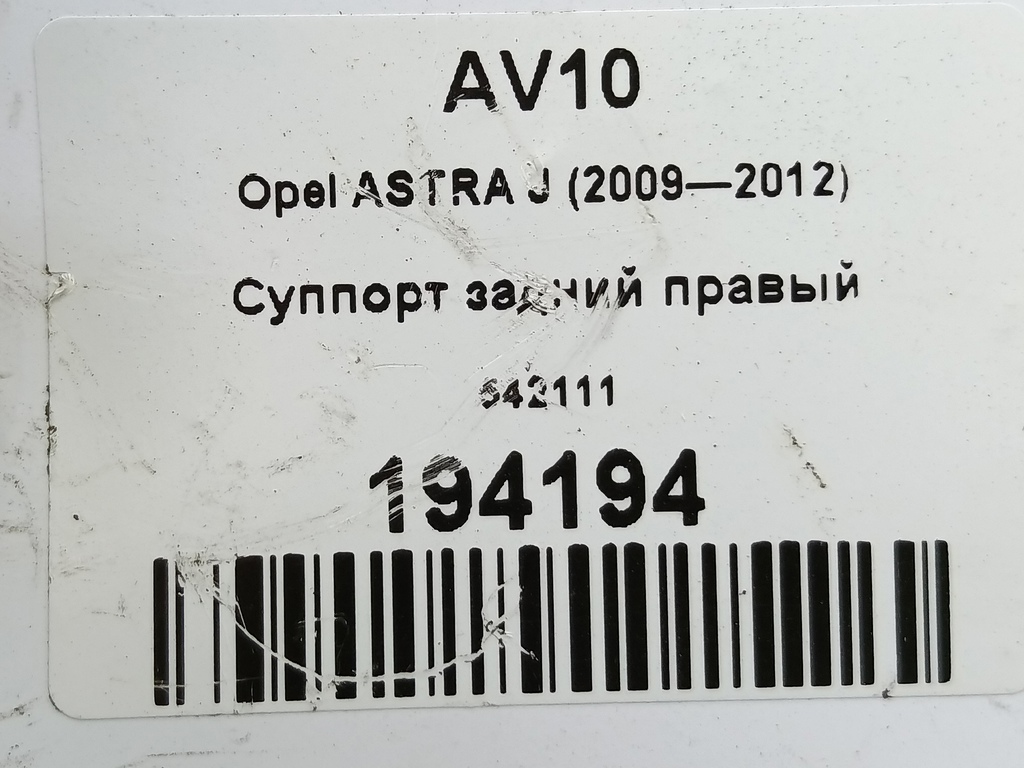 AV10
Opel ASTRA J (2009—2012)
Суппорт задний правый
542111
194194